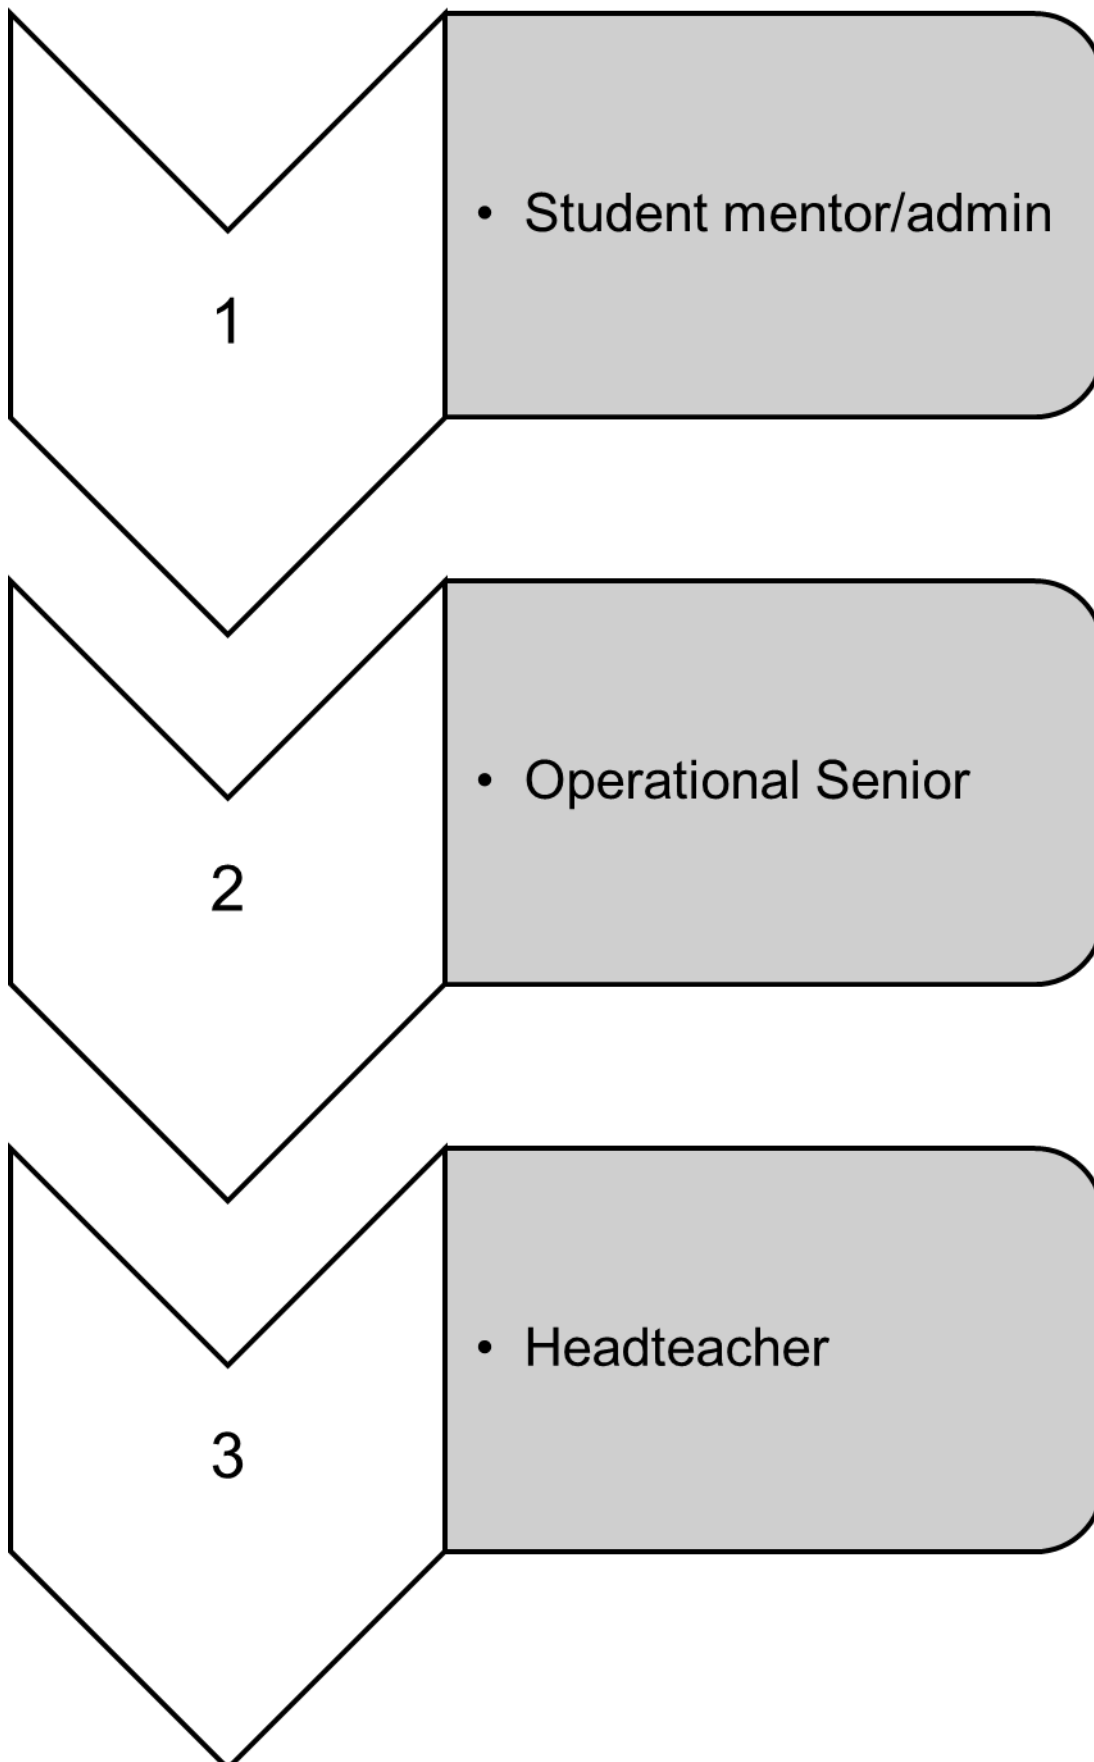 1
• Student mentor/admin
2
• Operational Senior
3
• Headteacher